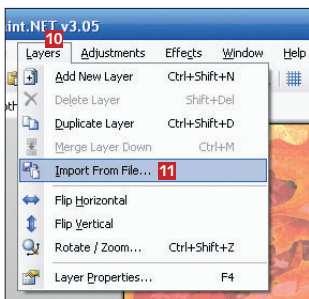 int.NET v3.05
10
Layers Adjustments Effects Window Help
Add New Layer Ctrl+Shift+N
Delete Layer Shift+Del
Duplicate Layer Ctrl+Shift+D
Merge Layer Down Ctrl+M
Import From File... 11
Flip Horizontal
Flip Vertical
Rotate / Zoom... Ctrl+Shift+Z
Layer Properties... F4